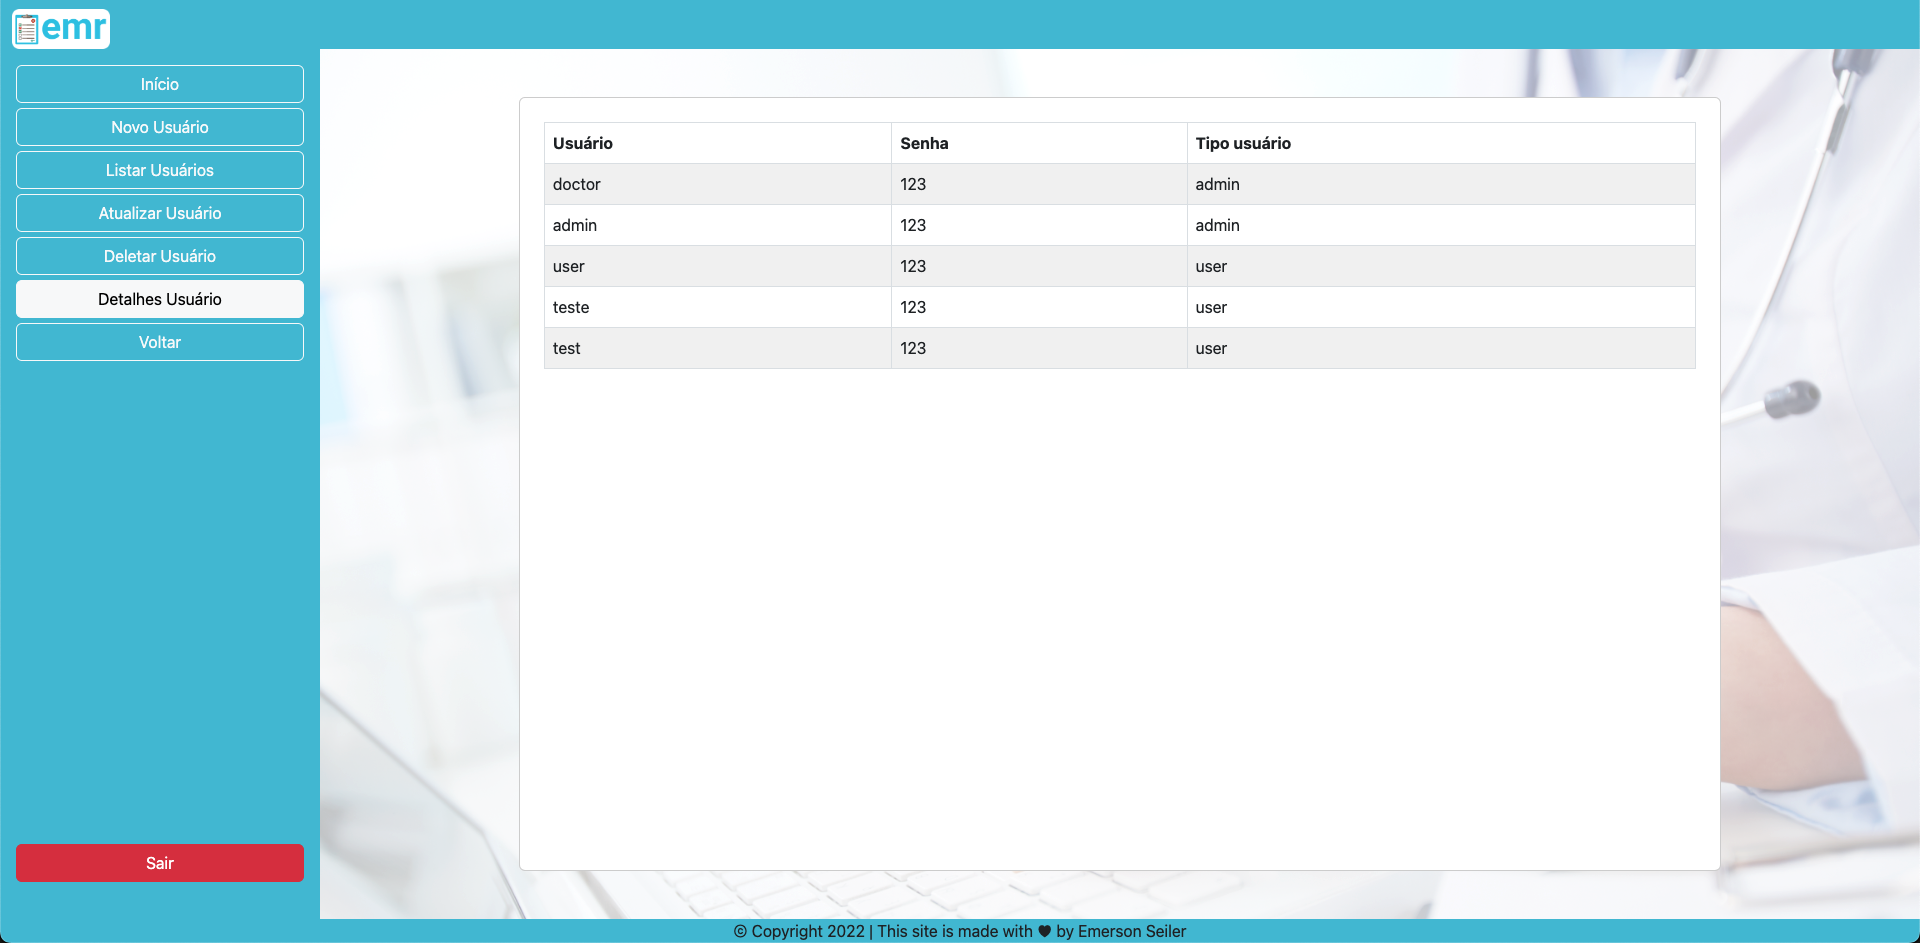 emr
Início
Novo Usuário
Listar Usuários
Atualizar Usuário
Deletar Usuário
Detalhes Usuário
Voltar
Sair
Usuário Senha Tipo usuário
doctor 123 admin
admin 123 admin
user 123 user
teste 123 user
test 123 user
© Copyright 2022 | This site is made with ♥ by Emerson Seiler